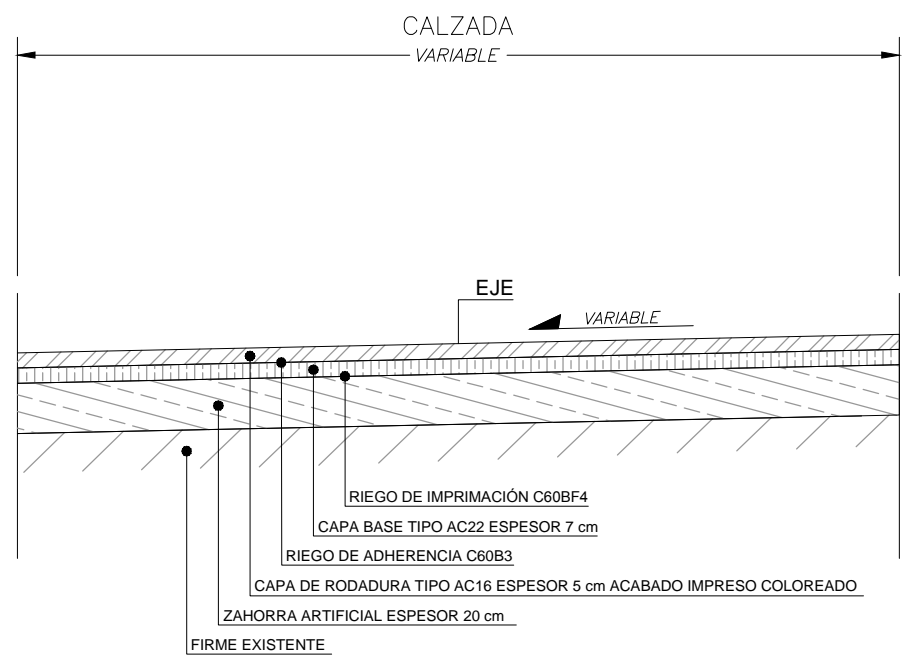 CALZADA
VARIABLE
EJE
VARIABLE
RIEGO DE IMPRIMACIÓN C60BF4
CAPA BASE TIPO AC22 ESPESOR 7 cm
RIEGO DE ADHERENCIA C60B3
CAPA DE RODADURA TIPO AC16 ESPESOR 5 cm ACABADO IMPRESO COLOREADO
ZAHORRA ARTIFICIAL ESPESOR 20 cm
FIRME EXISTENTE